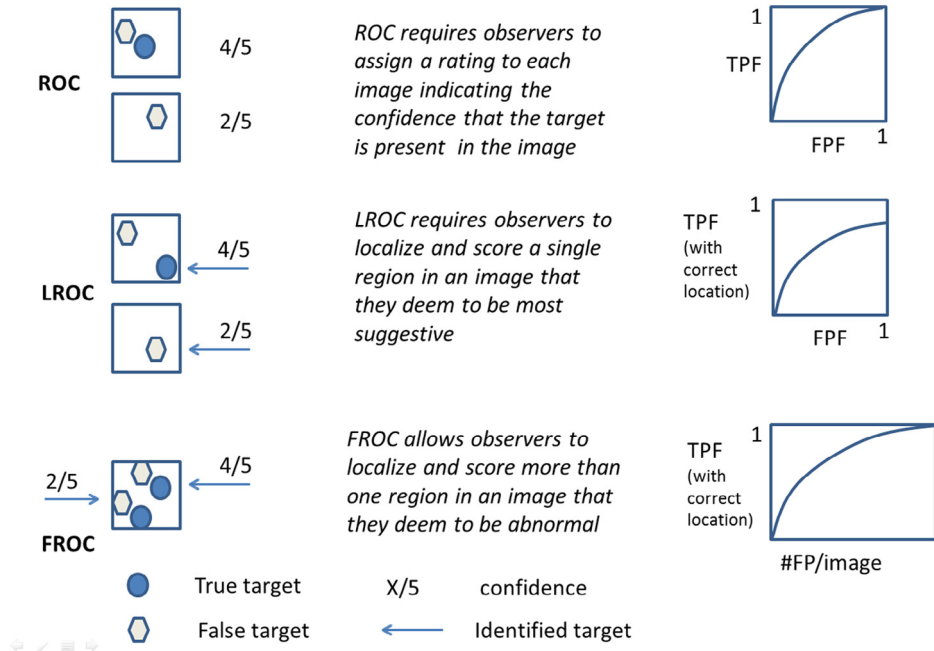 ROC
4/5
2/5
ROC requires observers to
assign a rating to each
image indicating the
confidence that the target
is present in the image
1
TPF
FPF
1
LROC
4/5
2/5
LROC requires observers to
localize and score a single
region in an image that
they deem to be most
suggestive
1
TPF
(with
correct
location)
FPF
1
FROC
2/5
4/5
FROC allows observers to
localize and score more than
one region in an image that
they deem to be abnormal
1
TPF
(with
correct
location)
#FP/image
True target
X/5
confidence
False target
Identified target